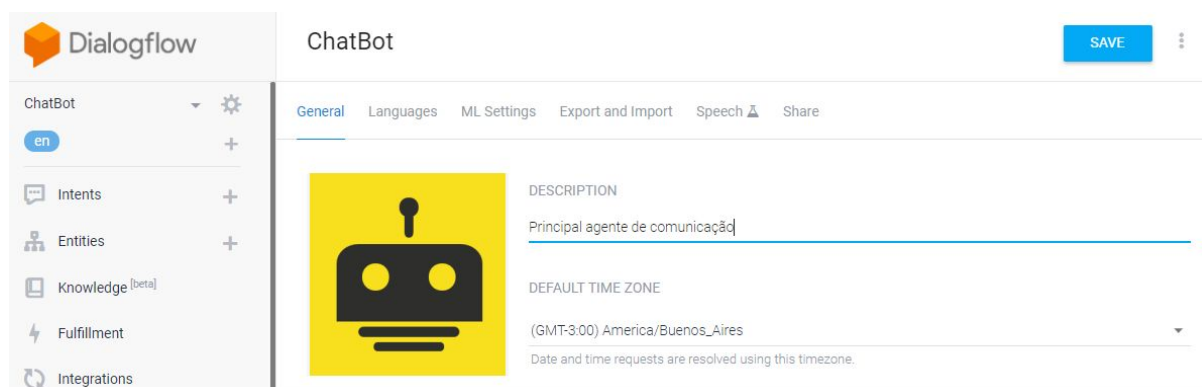 Dialogflow
ChatBot
SAVE
ChatBot
en
Intents
Entities
Knowledge [beta]
Fulfillment
Integrations
General Languages ML Settings Export and Import Speech Share
DESCRIPTION
Principal agente de comunicação
DEFAULT TIME ZONE
(GMT-3:00) America/Buenos_Aires
Date and time requests are resolved using this timezone.